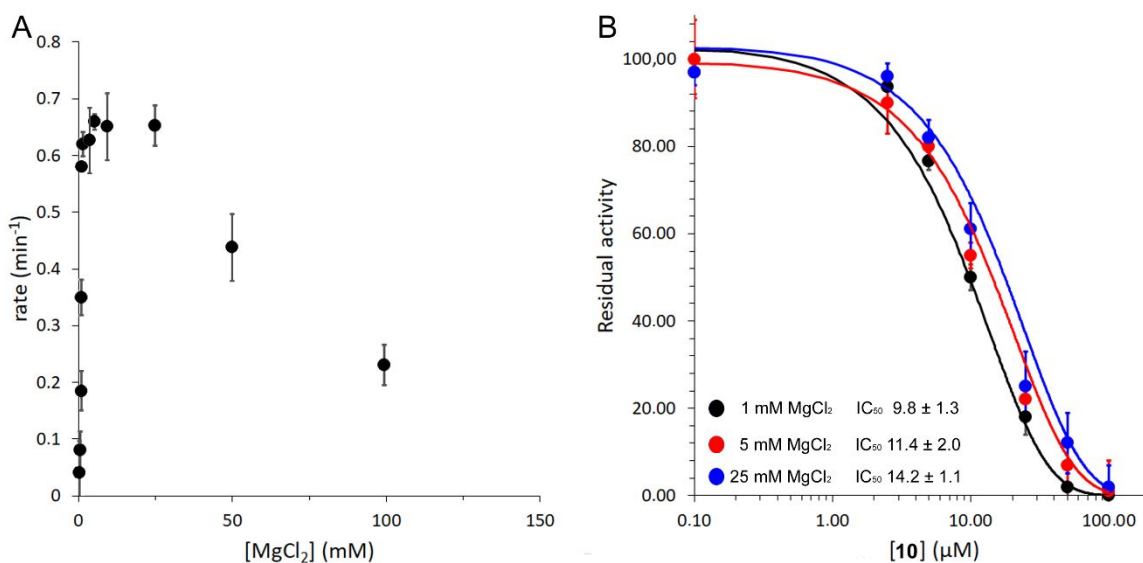 A
0.8
0.7
0.6
0.5
0.4
0.3
0.2
0.1
0
rate (min⁻¹)
0 50 100 150
[MgCl₂] (mM)
B
100,00
80.00
60.00
40.00
20.00
0.00
Residual activity
1 mM MgCl₂ IC₅₀ 9.8 ± 1.3
5 mM MgCl₂ IC₅₀ 11.4 ± 2.0
25 mM MgCl₂ IC₅₀ 14.2 ± 1.1
0.10 1.00 10.00 100.00
[10] (μM)